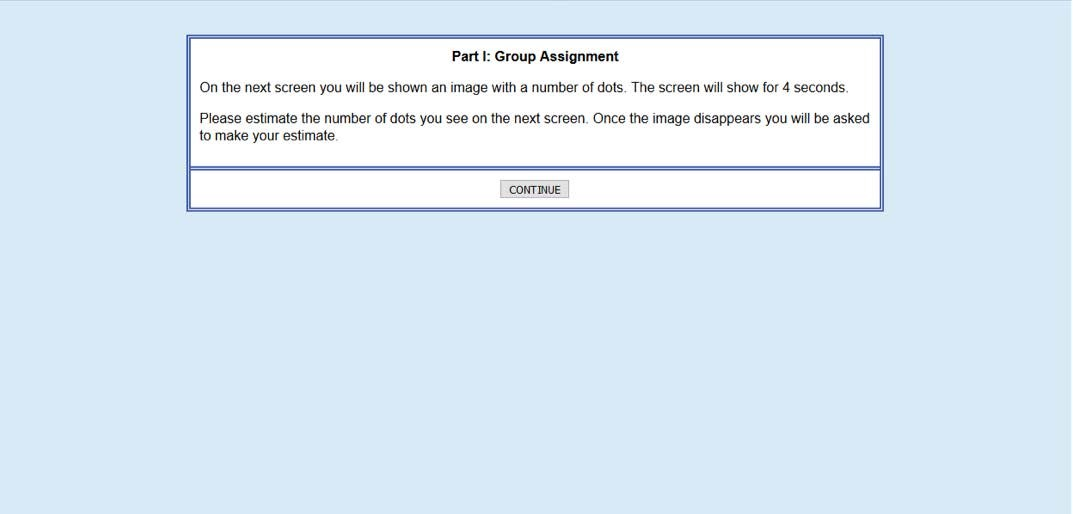 Part I: Group Assignment
On the next screen you will be shown an image with a number of dots. The screen will show for 4 seconds.
Please estimate the number of dots you see on the next screen. Once the image disappears you will be asked
to make your estimate.
CONTINUE